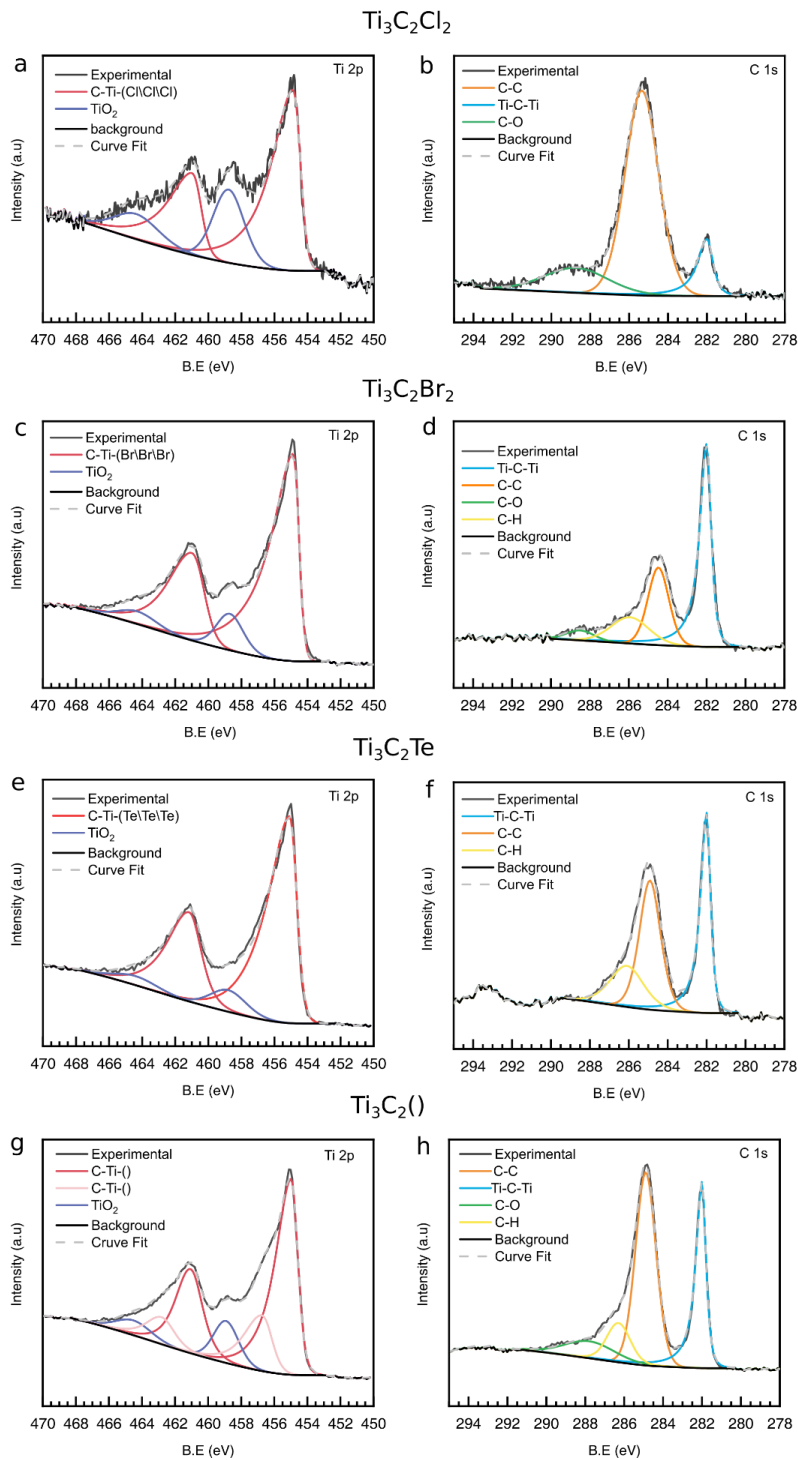 Ti₃C₂Cl₂
a
Ti 2p
Experimental
C-Ti-(Cl\Cl\Cl)
TiO₂
background
Curve Fit
Intensity (a.u)
470 468 466 464 462 460 458 456 454 452 450
B.E (eV)
b
C 1s
Experimental
C-C
Ti-C-Ti
C-O
Background
Curve Fit
Intensity (a.u)
294 292 290 288 286 284 282 280 278
B.E (eV)
Ti₃C₂Br₂
c
Ti 2p
Experimental
C-Ti-(Br\Br\Br)
TiO₂
Background
Curve Fit
Intensity (a.u)
470 468 466 464 462 460 458 456 454 452 450
B.E (eV)
d
C 1s
Experimental
Ti-C-Ti
C-C
C-O
C-H
Background
Curve Fit
Intensity (a.u)
294 292 290 288 286 284 282 280 278
B.E (eV)
Ti₃C₂Te
e
Ti 2p
Experimental
C-Ti-(Te\Te\Te)
TiO₂
Background
Curve Fit
Intensity (a.u)
470 468 466 464 462 460 458 456 454 452 450
B.E (eV)
f
C 1s
Experimental
Ti-C-Ti
C-C
C-H
Background
Curve Fit
Intensity (a.u)
294 292 290 288 286 284 282 280 278
B.E (eV)
Ti₃C₂()
g
Ti 2p
Experimental
C-Ti-()
C-Ti-()
TiO₂
Background
Cruve Fit
Intensity (a.u)
470 468 466 464 462 460 458 456 454 452 450
B.E (eV)
h
C 1s
Experimental
C-C
Ti-C-Ti
C-O
C-H
Background
Curve Fit
Intensity (a.u)
294 292 290 288 286 284 282 280 278
B.E (eV)